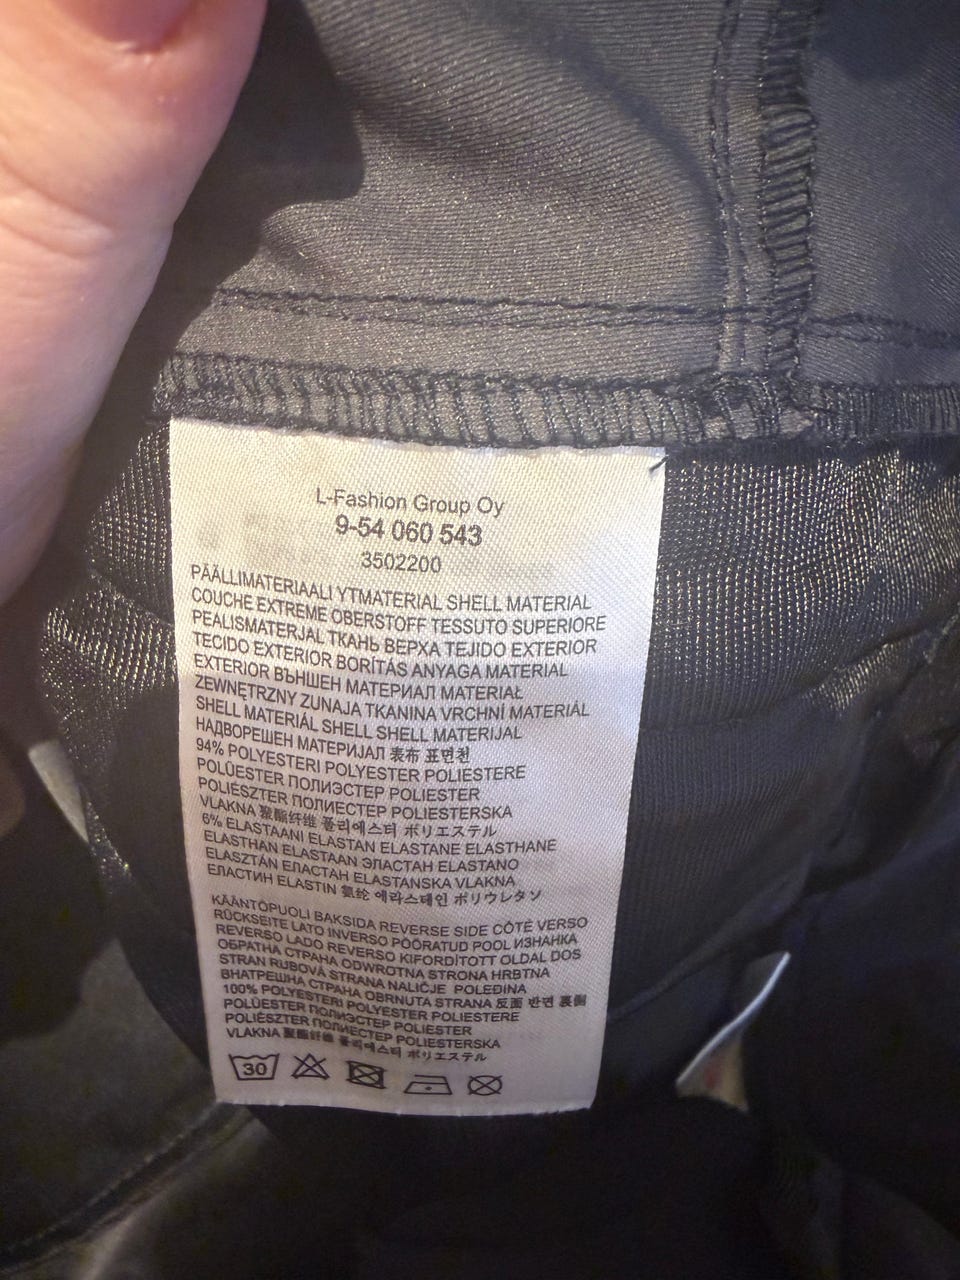 L-Fashion Group Oy
9-54 060 543
3502200
PÄÄLLIMATERIAALI YTMATERIAL SHELL MATERIAL
COUCHE EXTREME OBERSTOFF TESSUTO SUPERIORE
PEALISMATERJAL ТКАНЬ ВЕРХА TEJIDO EXTERIOR
TECIDO EXTERIOR BORÍTÁS ANYAGA MATERIAL
EXTERIOR ВЪНШЕН МАТЕРИАЛ MATERIAŁ
ZEWNĘTRZNY ZUNAJA TKANINA VRCHNÍ MATERIÁL
SHELL MATERIÁL SHELL SHELL MATERIJAL
НАДВОРЕШЕН МАТЕРИЈАЛ 表布 표면천
94% POLYESTERI POLYESTER POLIESTERE
POLÜESTER ПОЛИЭСТЕР POLIESTER
POLIÉSZTER ПОЛИЕСТЕР POLIESTERSKA
VLAKNA 聚酯纤维 폴리에스터 ポリエステル
6% ELASTAANI ELASTAN ELASTANE ELASTHANE
ELASTHAN ELASTAAN ЭЛАСТАН ELASTANO
ELASZTÁN ЕЛАСТАН ELASTANSKA VLAKNA
ЕЛАСТИН ELASTIN 氨纶 에라스테인 ポリウレタン
KÄÄNTÖPUOLI BAKSIDA REVERSE SIDE CÔTÉ VERSO
RÜCKSEITE LATO INVERSO PÖÖRATUD POOL ИЗНАНКА
REVERSO LADO REVERSO KIFORDÍTOTT OLDAL DOS
ОБРАТНА СТРАНА ODWROTNA STRONA HRBTNA
STRAN RUBOVÁ STRANA NALIČJE POLEĐINA
ВНАТРЕШНА СТРАНА OBRNUTA STRANA 反面 반면 裏側
100% POLYESTERI POLYESTER POLIESTERE
POLÜESTER ПОЛИЭСТЕР POLIESTER
POLIÉSZTER ПОЛИЕСТЕР POLIESTERSKA
VLAKNA 聚酯纤维 폴리에스터 ポリエステル
30